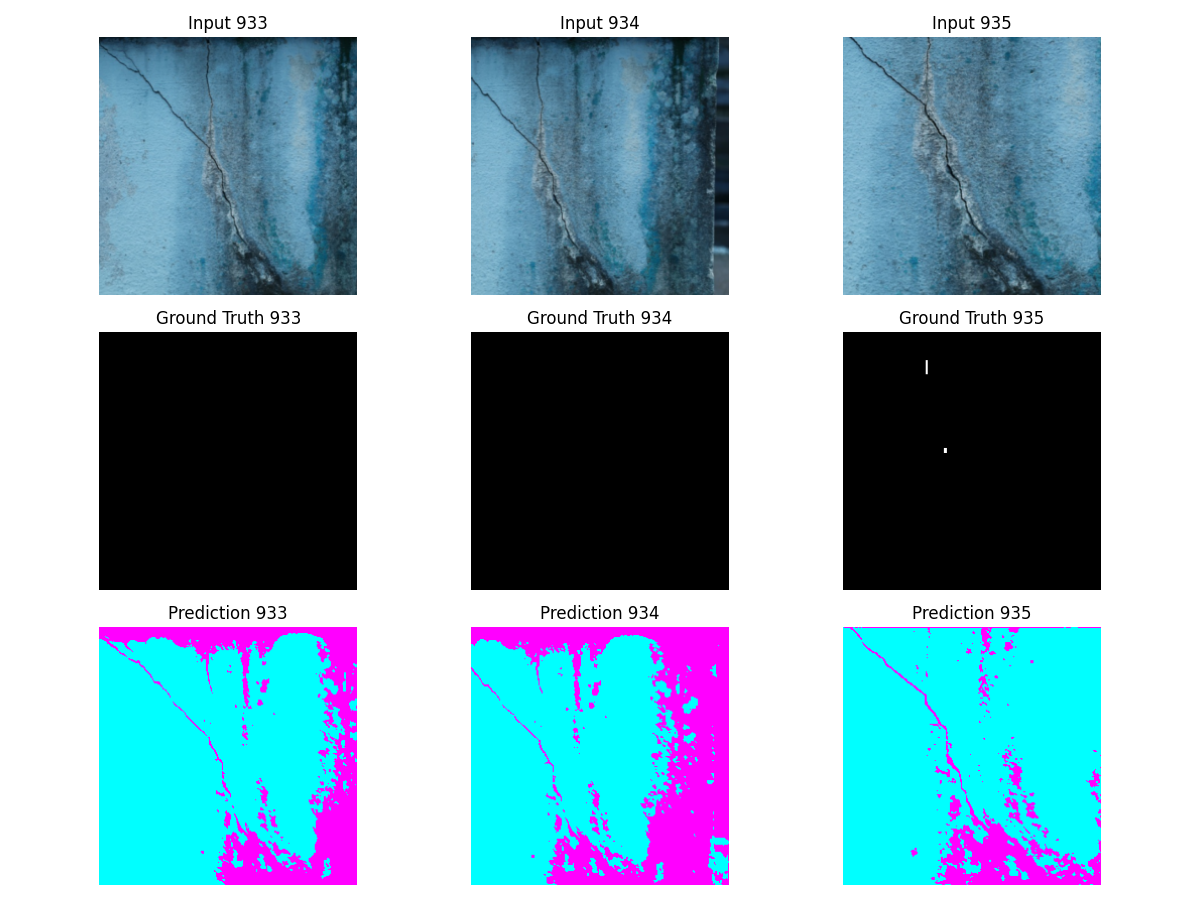 Input 933
Input 934
Input 935
Ground Truth 933
Ground Truth 934
Ground Truth 935
Prediction 933
Prediction 934
Prediction 935